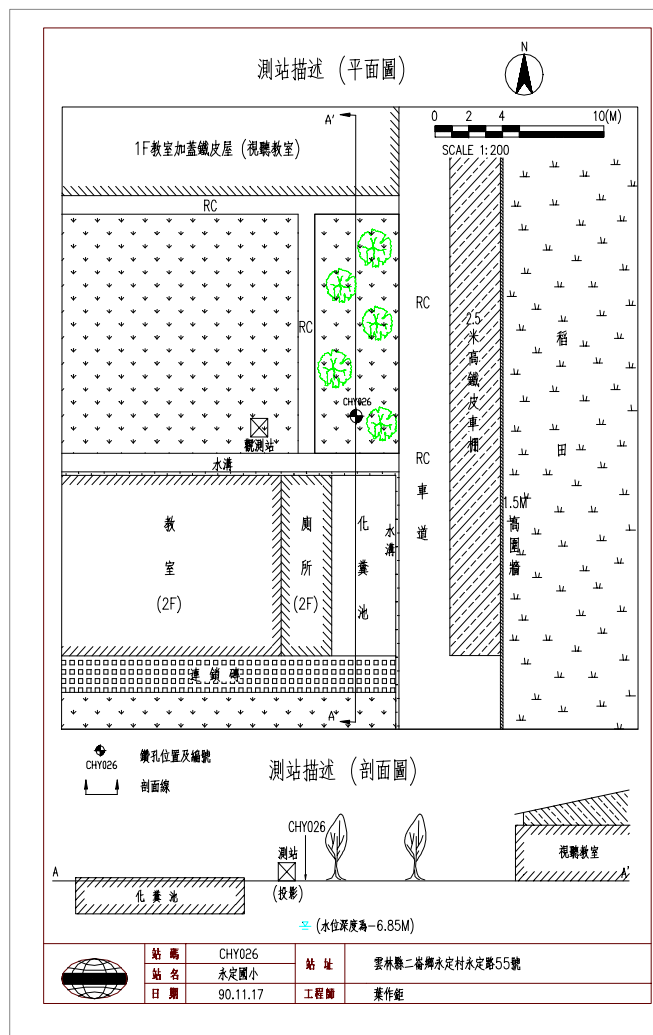 測站描述 (平面圖)
N
A'
1F教室加蓋鐵皮屋 (視聽教室)
0 2 4 10(M)
SCALE 1:200
RC
RC
RC
2.5米高鐵皮車棚
稻田
CHY026
觀測站
水溝
RC車道
1.5M高圍牆
教室(2F)
廁所(2F)
化糞池
水溝
連鎖磚
A
CHY026
鑽孔位置及編號
剖面線
測站描述 (剖面圖)
CHY026
測站
(投影)
視聽教室
A
A'
化糞池
(水位深度為-6.85M)
站碼 CHY026
站名 永定國小
站址 雲林縣二崙鄉永定村永定路55號
日期 90.11.17
工程師 葉作鉅